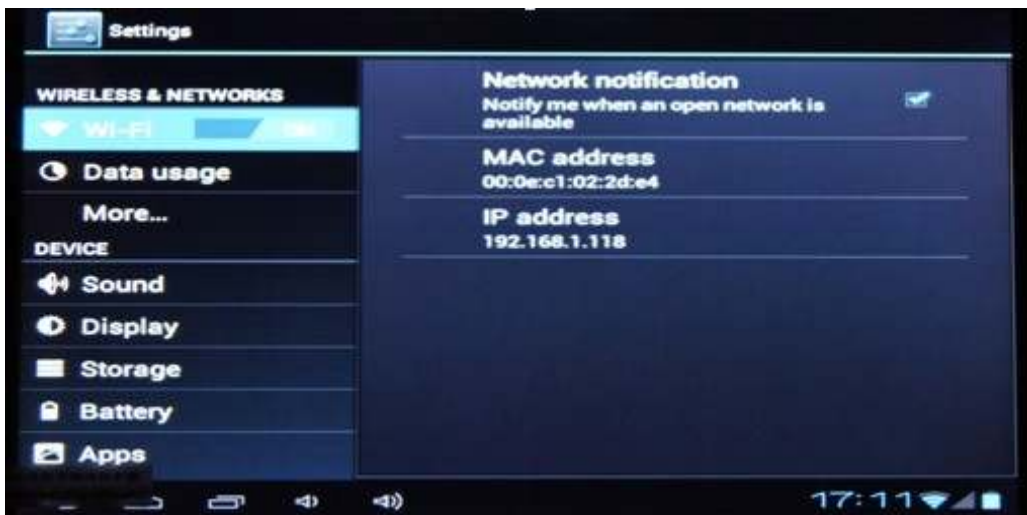 Settings
WIRELESS & NETWORKS
Wi-Fi
Data usage
More...
DEVICE
Sound
Display
Storage
Battery
Apps
Network notification
Notify me when an open network is
available
MAC address
00:0e:c1:02:2d:e4
IP address
192.168.1.118
17:11